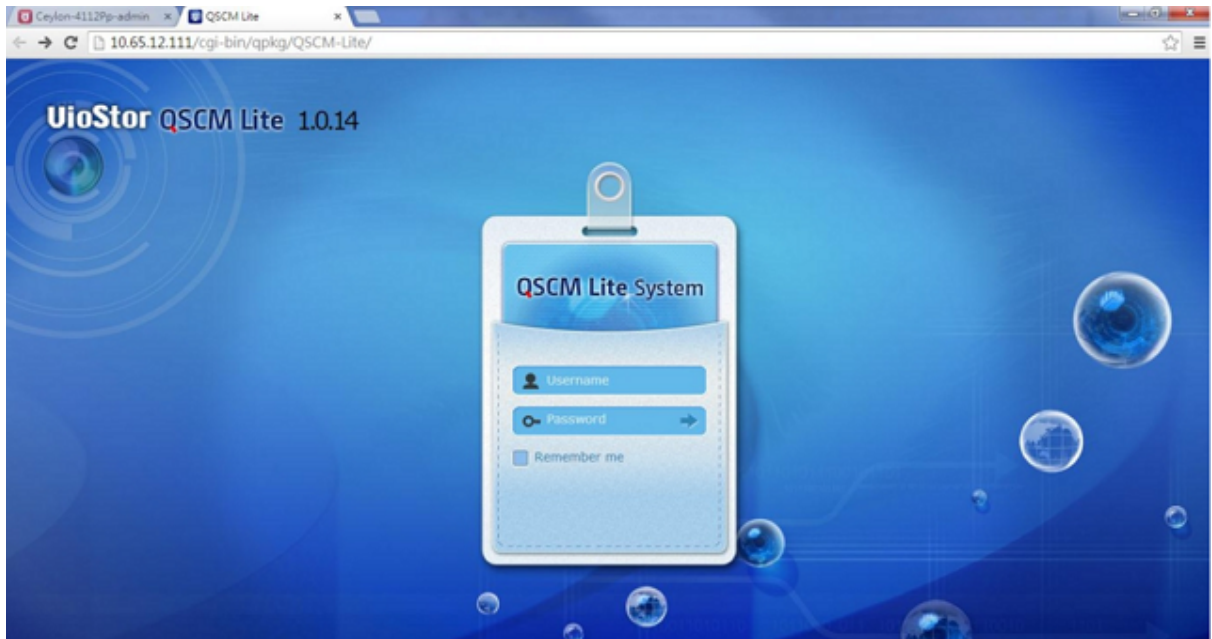 Ceylon-4112Pp-admin
QSCM Lite
10.65.12.111/cgi-bin/qpkg/QSCM-Lite/
VioStor QSCM Lite 1.0.14
QSCM Lite System
Username
Password
Remember me